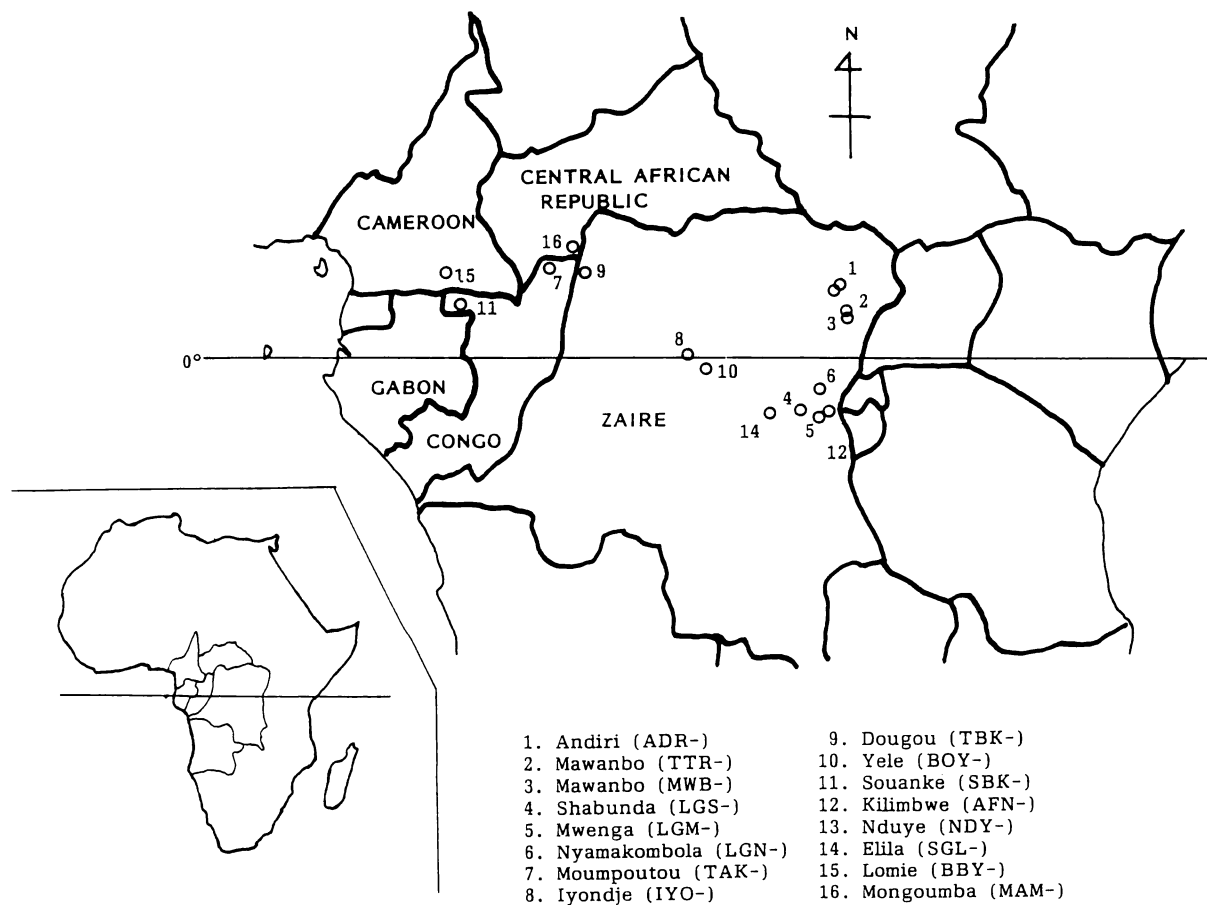 N
CENTRAL AFRICAN
REPUBLIC
CAMEROON
16
15
7
9
1
11
2
3
8
0°
10
6
GABON
4
ZAIRE
14
5
CONGO
12
1. Andiri (ADR-)
2. Mawanbo (TTR-)
3. Mawanbo (MWB-)
4. Shabunda (LGS-)
5. Mwenga (LGM-)
6. Nyamakombola (LGN-)
7. Moumpoutou (TAK-)
8. Iyondje (IYO-)
9. Dougou (TBK-)
10. Yele (BOY-)
11. Souanke (SBK-)
12. Kilimbwe (AFN-)
13. Nduye (NDY-)
14. Elila (SGL-)
15. Lomie (BBY-)
16. Mongoumba (MAM-)